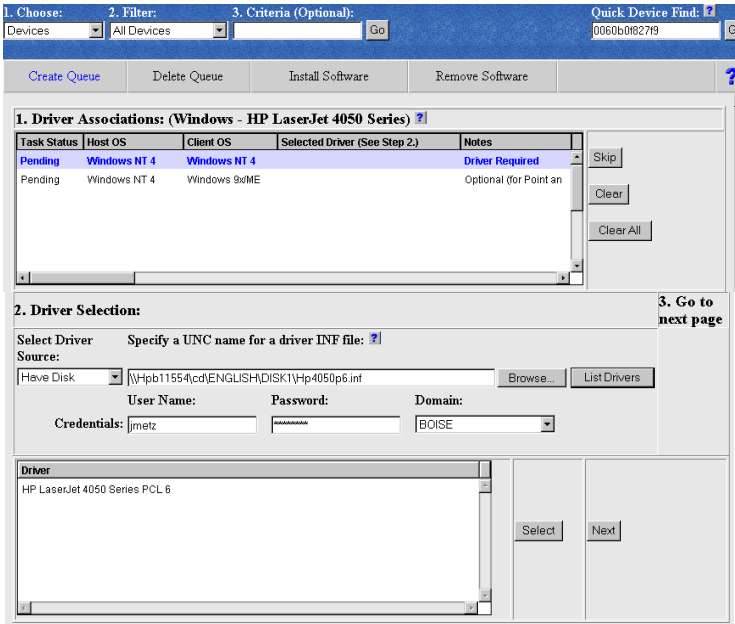 1. Choose: 2. Filter: 3. Criteria (Optional): Quick Device Find: ?
Devices All Devices Go 0060b0f827f9 G
Create Queue Delete Queue Install Software Remove Software ?
1. Driver Associations: (Windows - HP LaserJet 4050 Series) ?
Task Status Host OS Client OS Selected Driver (See Step 2.) Notes
Pending Windows NT 4 Windows NT 4 Driver Required
Pending Windows NT 4 Windows 9x/ME Optional (for Point an
Skip
Clear
Clear All
2. Driver Selection:
3. Go to
next page
Select Driver Specify a UNC name for a driver INF file: ?
Source:
Have Disk \\Hpb11554\cd\ENGLISH\DISK1\Hp4050p6.inf Browse... List Drivers
User Name: Password: Domain:
Credentials: jmetz ******** BOISE
Driver
HP LaserJet 4050 Series PCL 6
Select Next